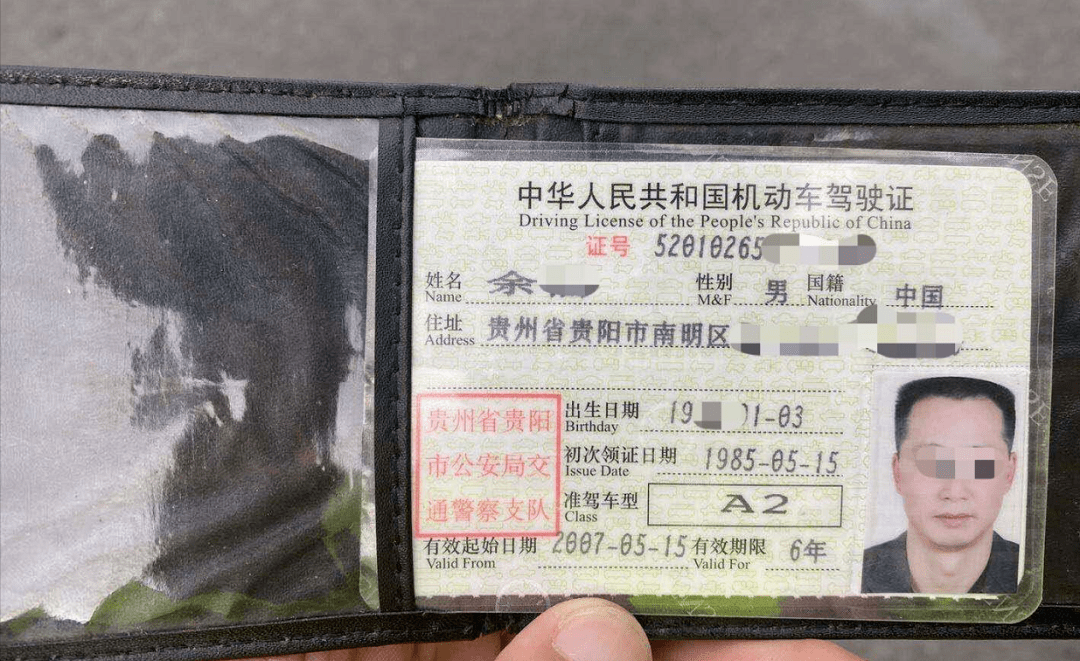 中华人民共和国机动车驾驶证
Driving License of the People's Republic of China
证号 52010265
姓名 余 性别 男 国籍 中国
Name M&F Nationality
住址 贵州省贵阳市南明区
Address
贵州省贵阳
市公安局交
通警察支队
出生日期 19 01-03
Birthday
初次领证日期 1985-05-15
Issue Date
准驾车型 A2
Class
有效起始日期 2007-05-15 有效期限 6年
Valid From Valid For